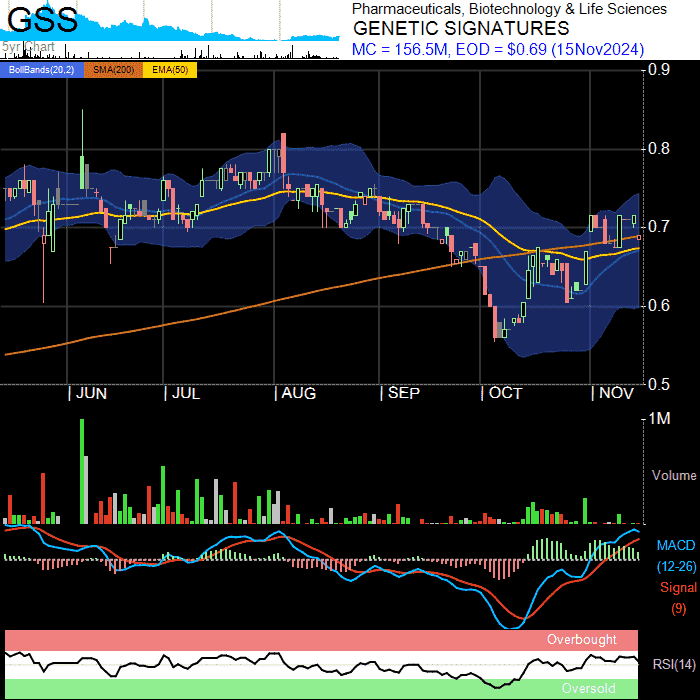 GSS
5yr Chart
Pharmaceuticals, Biotechnology & Life Sciences
GENETIC SIGNATURES
MC = 156.5M, EOD = $0.69 (15Nov2024)
BollBands(20,2) SMA(200) EMA(50)
0.9
0.8
0.7
0.6
0.5
JUN JUL AUG SEP OCT NOV
1M
Volume
MACD
(12-26)
Signal
(9)
Overbought
RSI(14)
Oversold